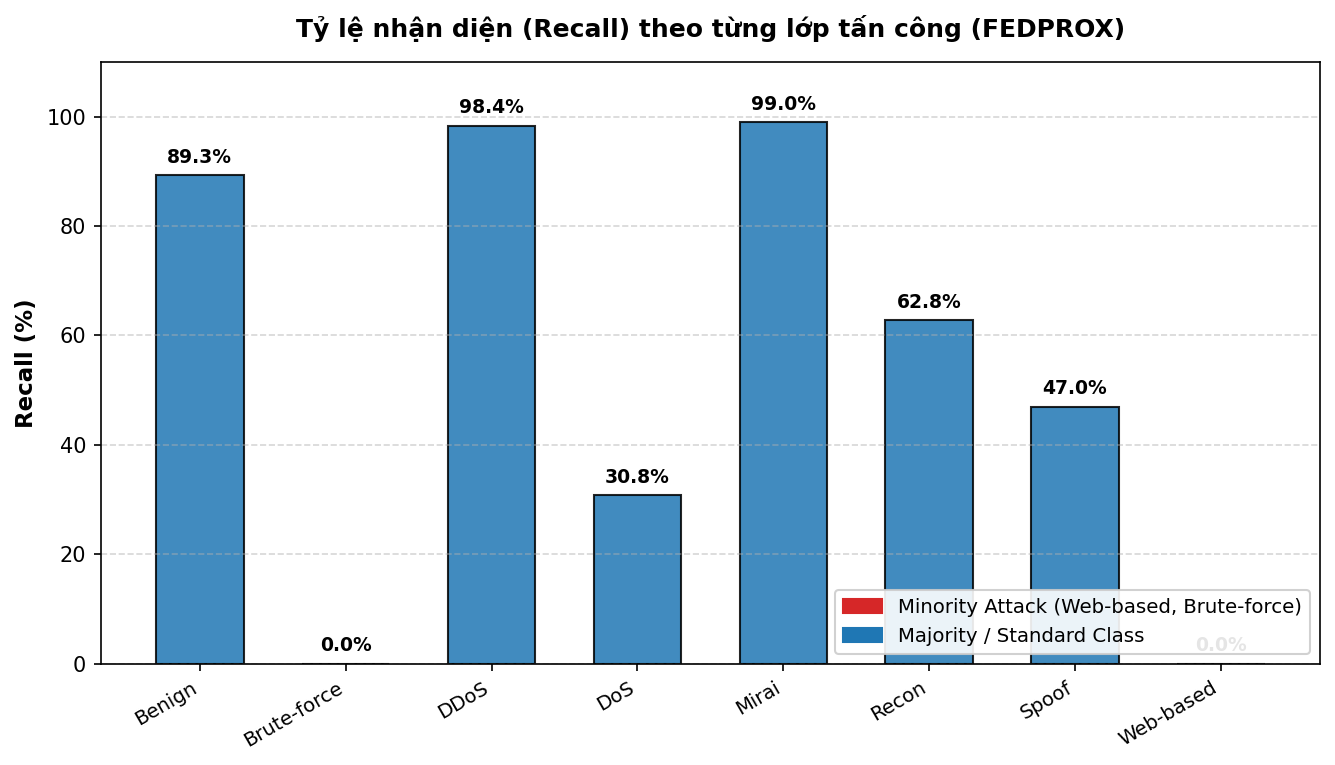 Tỷ lệ nhận diện (Recall) theo từng lớp tấn công (FEDPROX)
Recall (%)
100
80
60
40
20
0
89.3%
0.0%
98.4%
30.8%
99.0%
62.8%
47.0%
0.0%
Minority Attack (Web-based, Brute-force)
Majority / Standard Class
Benign
Brute-force
DDoS
DoS
Mirai
Recon
Spoof
Web-based